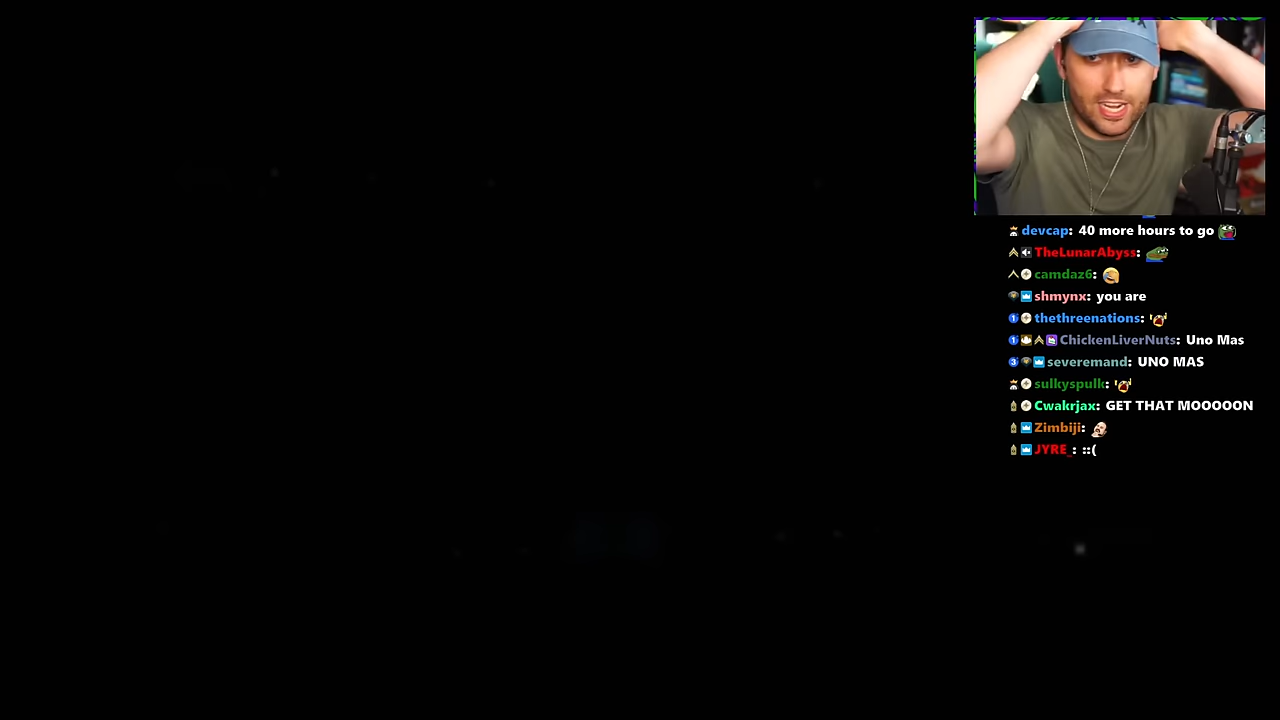 devcap: 40 more hours to go
TheLunarAbyss:
camdaz6:
shmynx: you are
thethreenations:
ChickenLiverNuts: Uno Mas
severemand: UNO MAS
sulkyspulk:
Cwakrjax: GET THAT MOOOOON
Zimbiji:
JYRE_: ::(